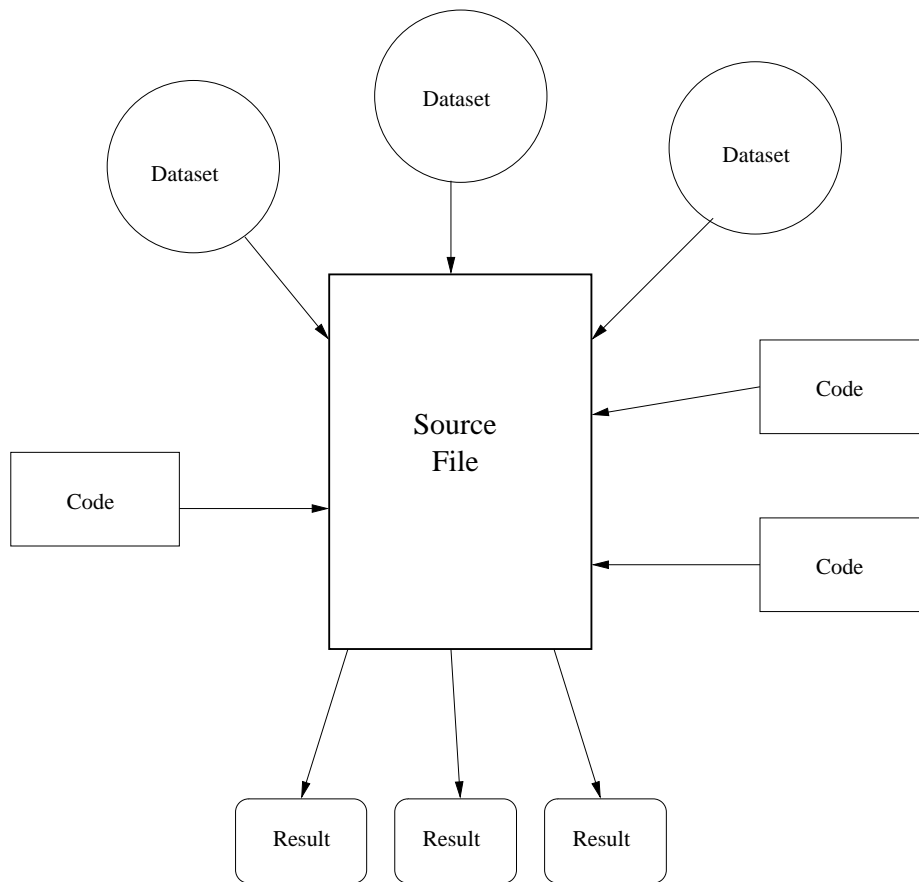 Dataset
Dataset
Dataset
Source
File
Code
Code
Code
Result
Result
Result